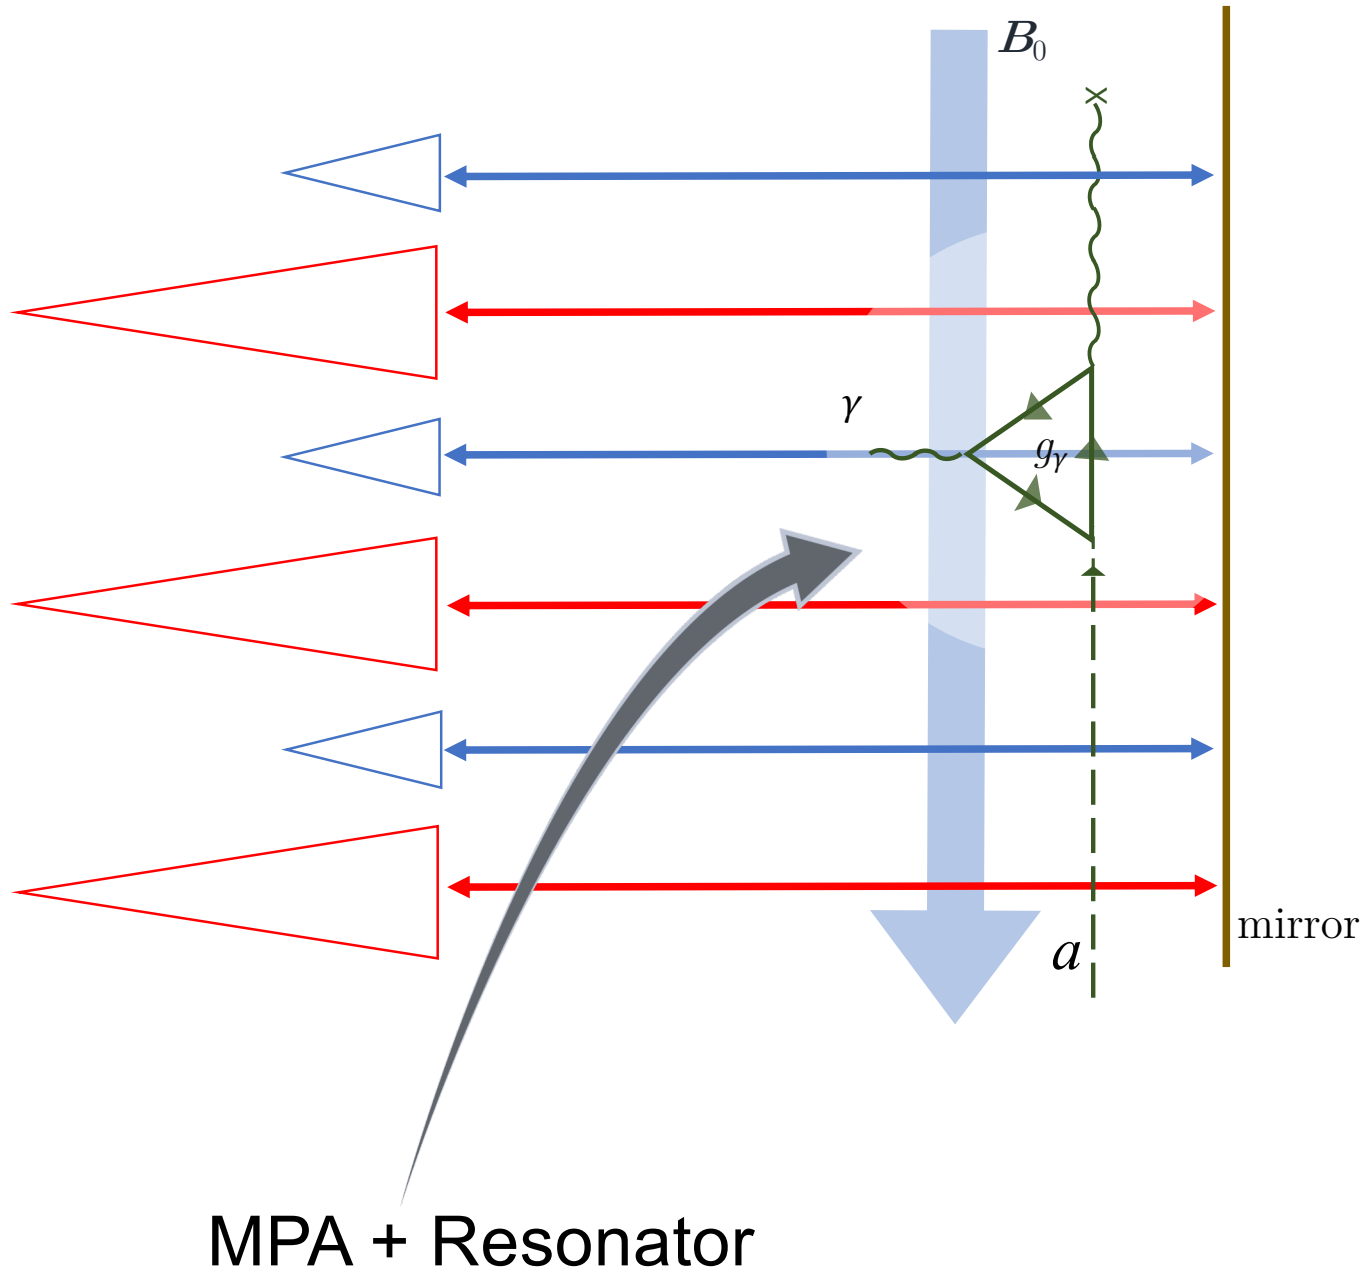 B₀
γ
gᵧ
a
mirror
MPA + Resonator